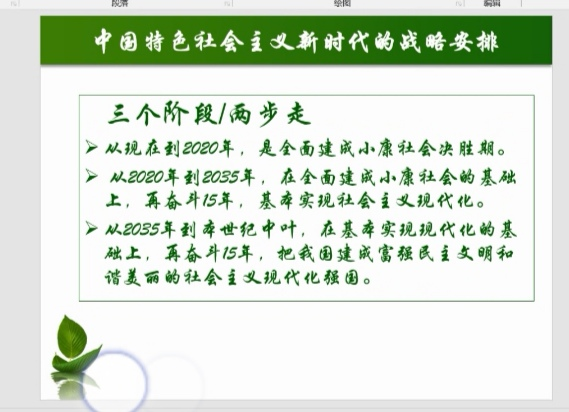 段落
绘图
编辑
中国特色社会主义新时代的战略安排
三个阶段/两步走
从现在到2020年，是全面建成小康社会决胜期。
从2020年到2035年，在全面建成小康社会的基础
上，再奋斗15年，基本实现社会主义现代化。
从2035年到本世纪中叶，在基本实现现代化的基
础上，再奋斗15年，把我国建成富强民主文明和
谐美丽的社会主义现代化强国。